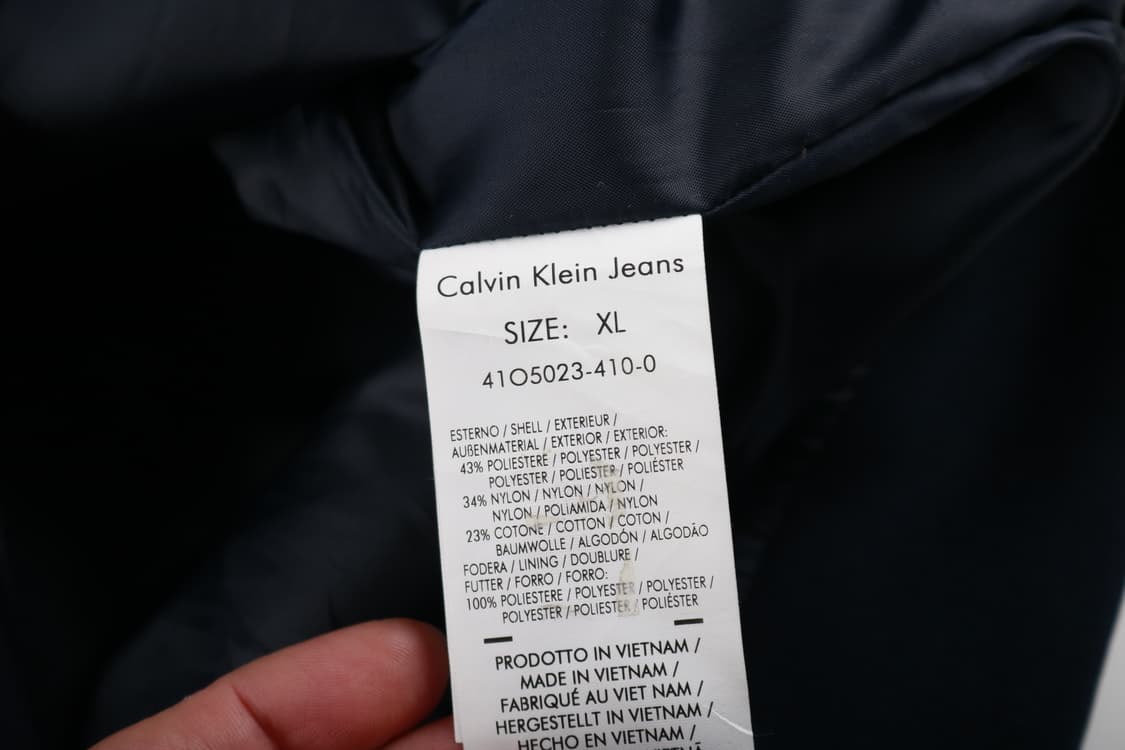 Calvin Klein Jeans
SIZE: XL
41O5023-410-0
ESTERNO / SHELL / EXTERIEUR /
AUßENMATERIAL / EXTERIOR / EXTERIOR:
43% POLIESTERE / POLYESTER / POLYESTER /
POLYESTER / POLIESTER / POLIÉSTER
34% NYLON / NYLON / NYLON /
NYLON / POLiAMIDA / NYLON
23% COTONE / COTTON / COTON /
BAUMWOLLE / ALGODÓN / ALGODÃO
FODERA / LINING / DOUBLURE /
FUTTER / FORRO / FORRO:
100% POLIESTERE / POLYESTER / POLYESTER /
POLYESTER / POLIESTER / POLIÉSTER
PRODOTTO IN VIETNAM /
MADE IN VIETNAM /
FABRIQUÉ AU VIET NAM /
HERGESTELLT IN VIETNAM /
HECHO EN VIETNAM /